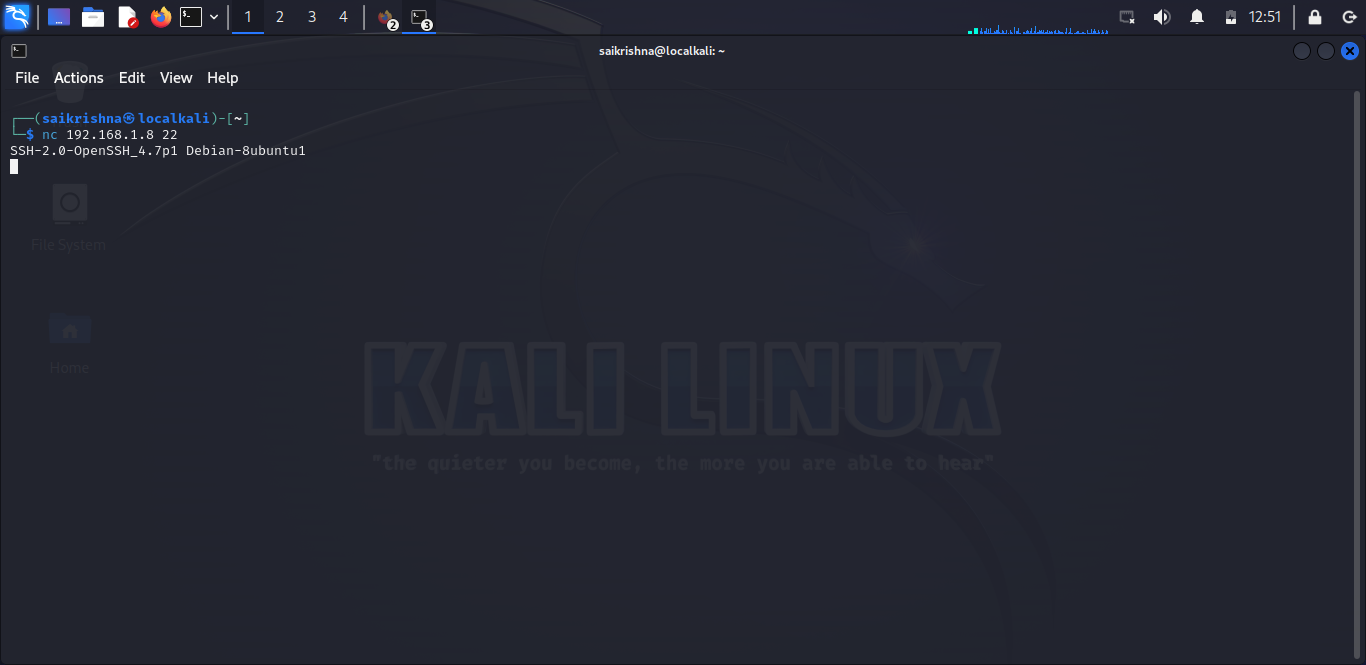 1 2 3 4 2 3 12:51
saikrishna@localkali: ~
File Actions Edit View Help
┌──(saikrishna㉿localkali)-[~]
└─$ nc 192.168.1.8 22
SSH-2.0-OpenSSH_4.7p1 Debian-8ubuntu1
File System
Home
KALI LINUX
"the quieter you become, the more you are able to hear"